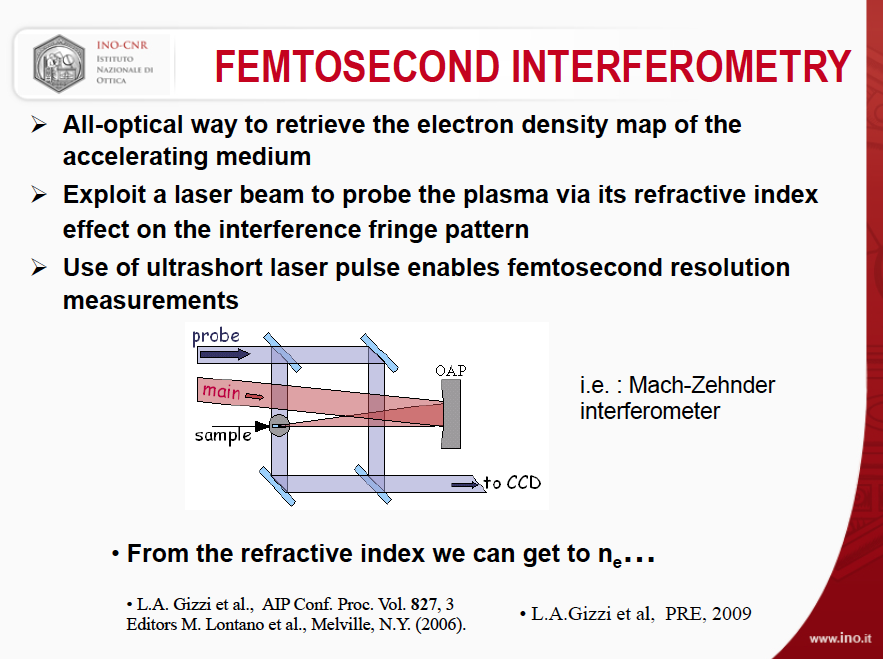 INO-CNR
ISTITUTO
NAZIONALE DI
OTTICA
FEMTOSECOND INTERFEROMETRY
➢ All-optical way to retrieve the electron density map of the
accelerating medium
➢ Exploit a laser beam to probe the plasma via its refractive index
effect on the interference fringe pattern
➢ Use of ultrashort laser pulse enables femtosecond resolution
measurements
probe
main
OAP
sample
to CCD
i.e. : Mach-Zehnder
interferometer
• From the refractive index we can get to nₑ…
• L.A. Gizzi et al., AIP Conf. Proc. Vol. 827, 3
Editors M. Lontano et al., Melville, N.Y. (2006).
• L.A.Gizzi et al, PRE, 2009
www.ino.it